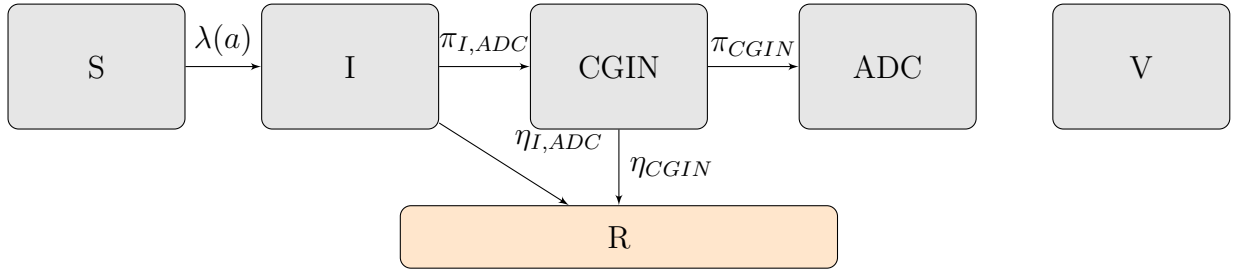 λ(a)
π_{I,ADC}
π_{CGIN}
S
I
CGIN
ADC
V
η_{I,ADC}
η_{CGIN}
R